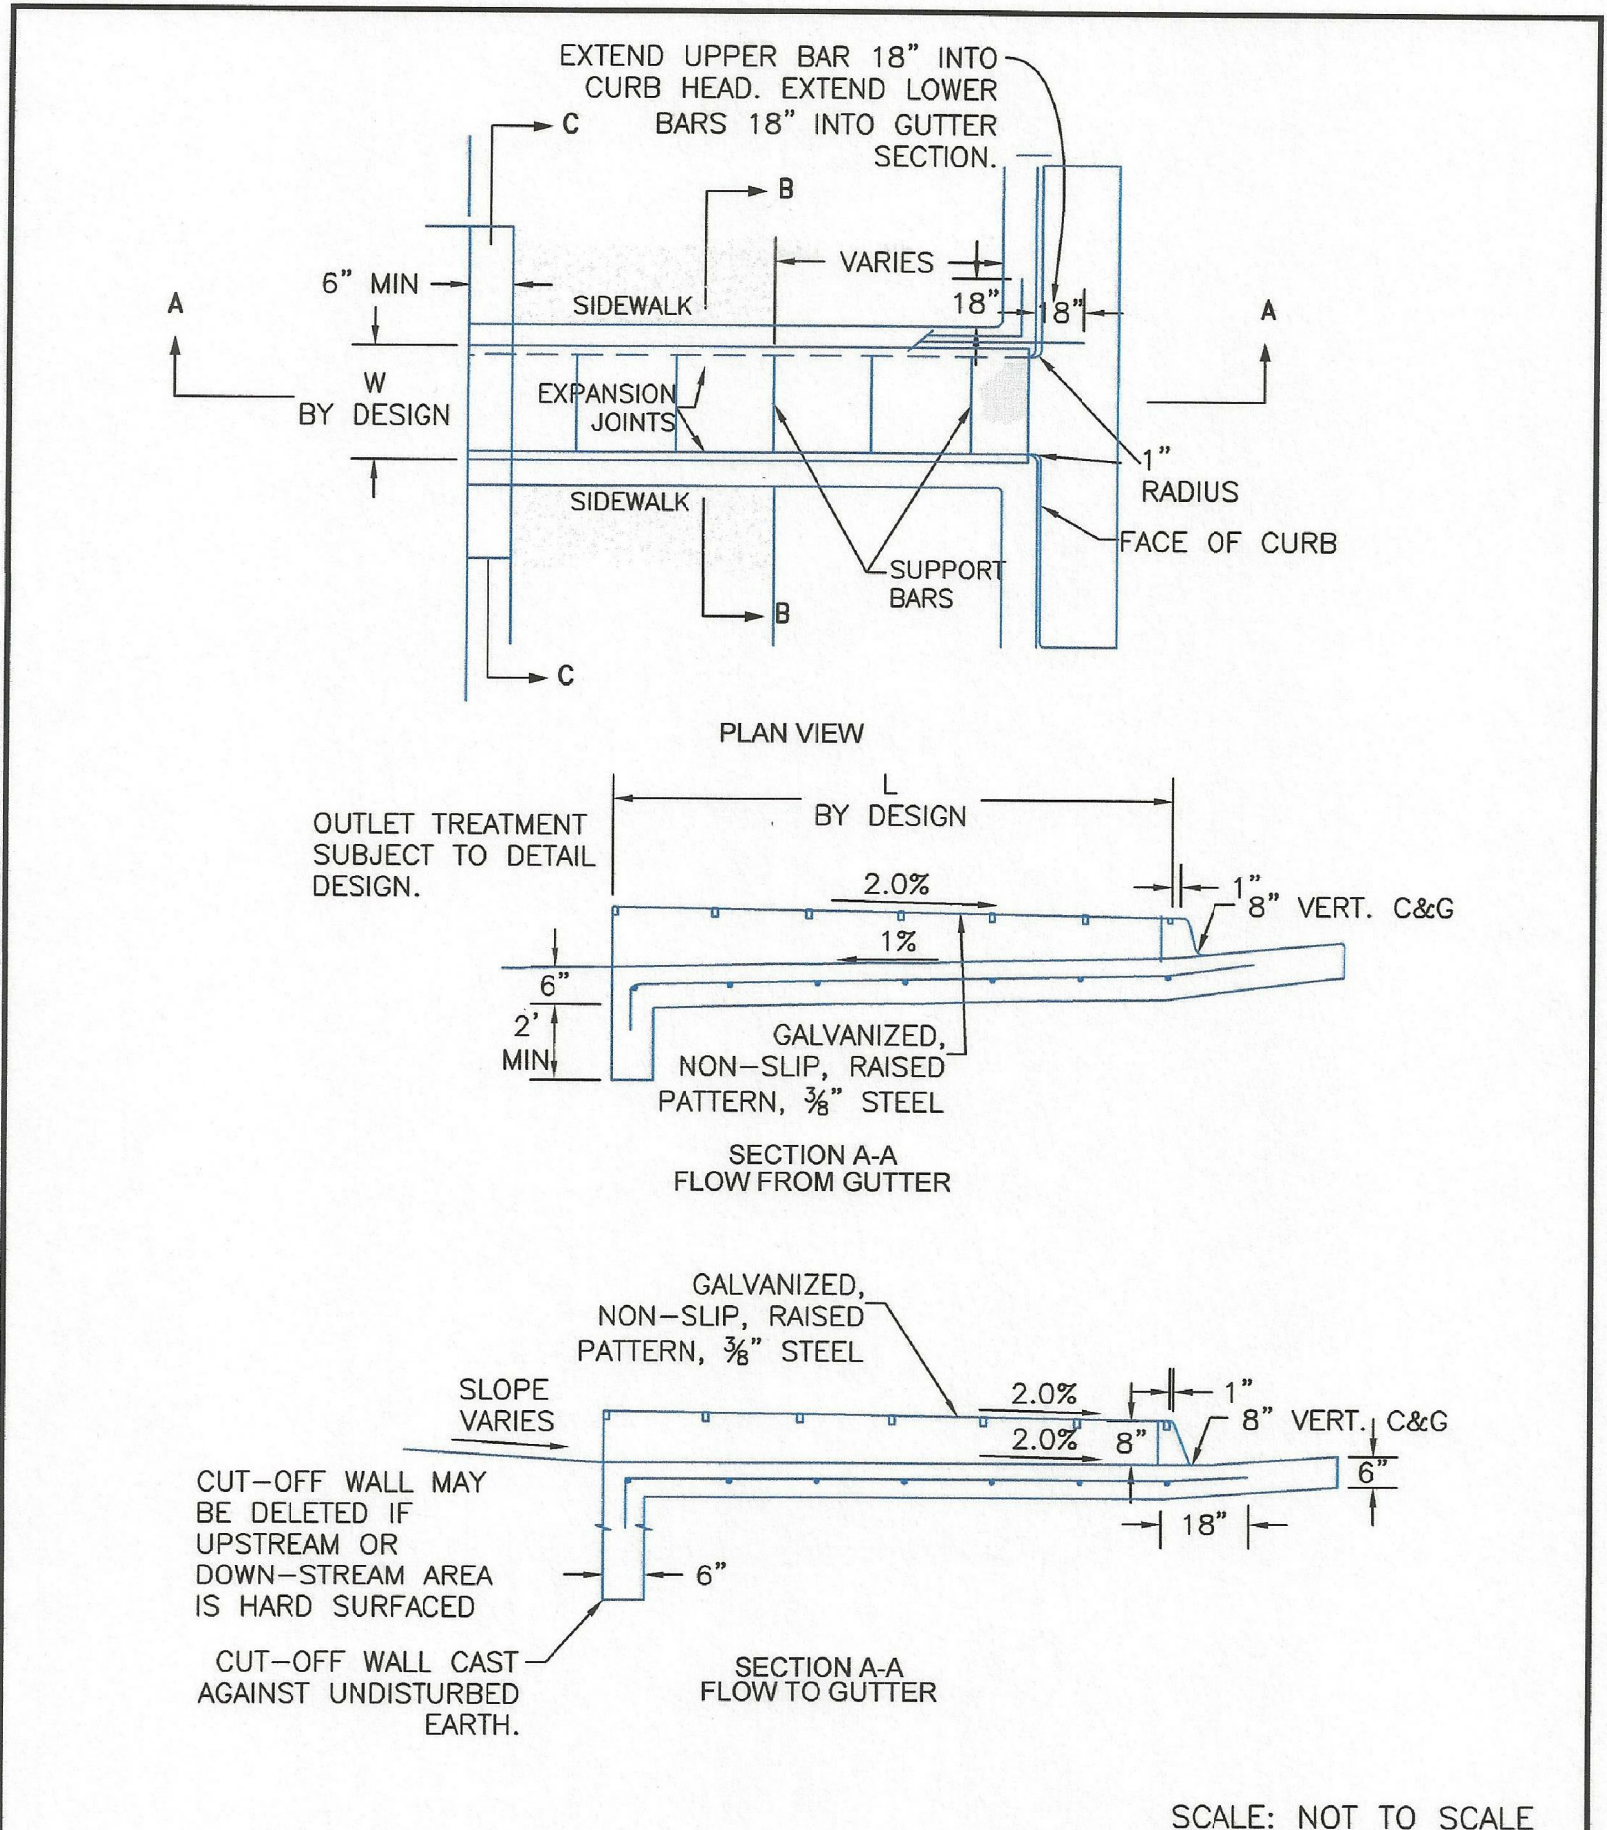 EXTEND UPPER BAR 18" INTO
CURB HEAD. EXTEND LOWER
BARS 18" INTO GUTTER
SECTION.
C
B
VARIES
6" MIN
SIDEWALK
18"
18"
A
A
W
BY DESIGN
EXPANSION
JOINTS
1"
RADIUS
SIDEWALK
FACE OF CURB
SUPPORT
BARS
B
C
PLAN VIEW
L
BY DESIGN
OUTLET TREATMENT
SUBJECT TO DETAIL
DESIGN.
2.0%
1"
8" VERT. C&G
1%
6"
2'
MIN
GALVANIZED,
NON-SLIP, RAISED
PATTERN, 3/8" STEEL
SECTION A-A
FLOW FROM GUTTER
GALVANIZED,
NON-SLIP, RAISED
PATTERN, 3/8" STEEL
SLOPE
VARIES
2.0%
1"
8" VERT. C&G
2.0%
8"
6"
CUT-OFF WALL MAY
BE DELETED IF
UPSTREAM OR
DOWN-STREAM AREA
IS HARD SURFACED
18"
6"
CUT-OFF WALL CAST
AGAINST UNDISTURBED
EARTH.
SECTION A-A
FLOW TO GUTTER
SCALE: NOT TO SCALE